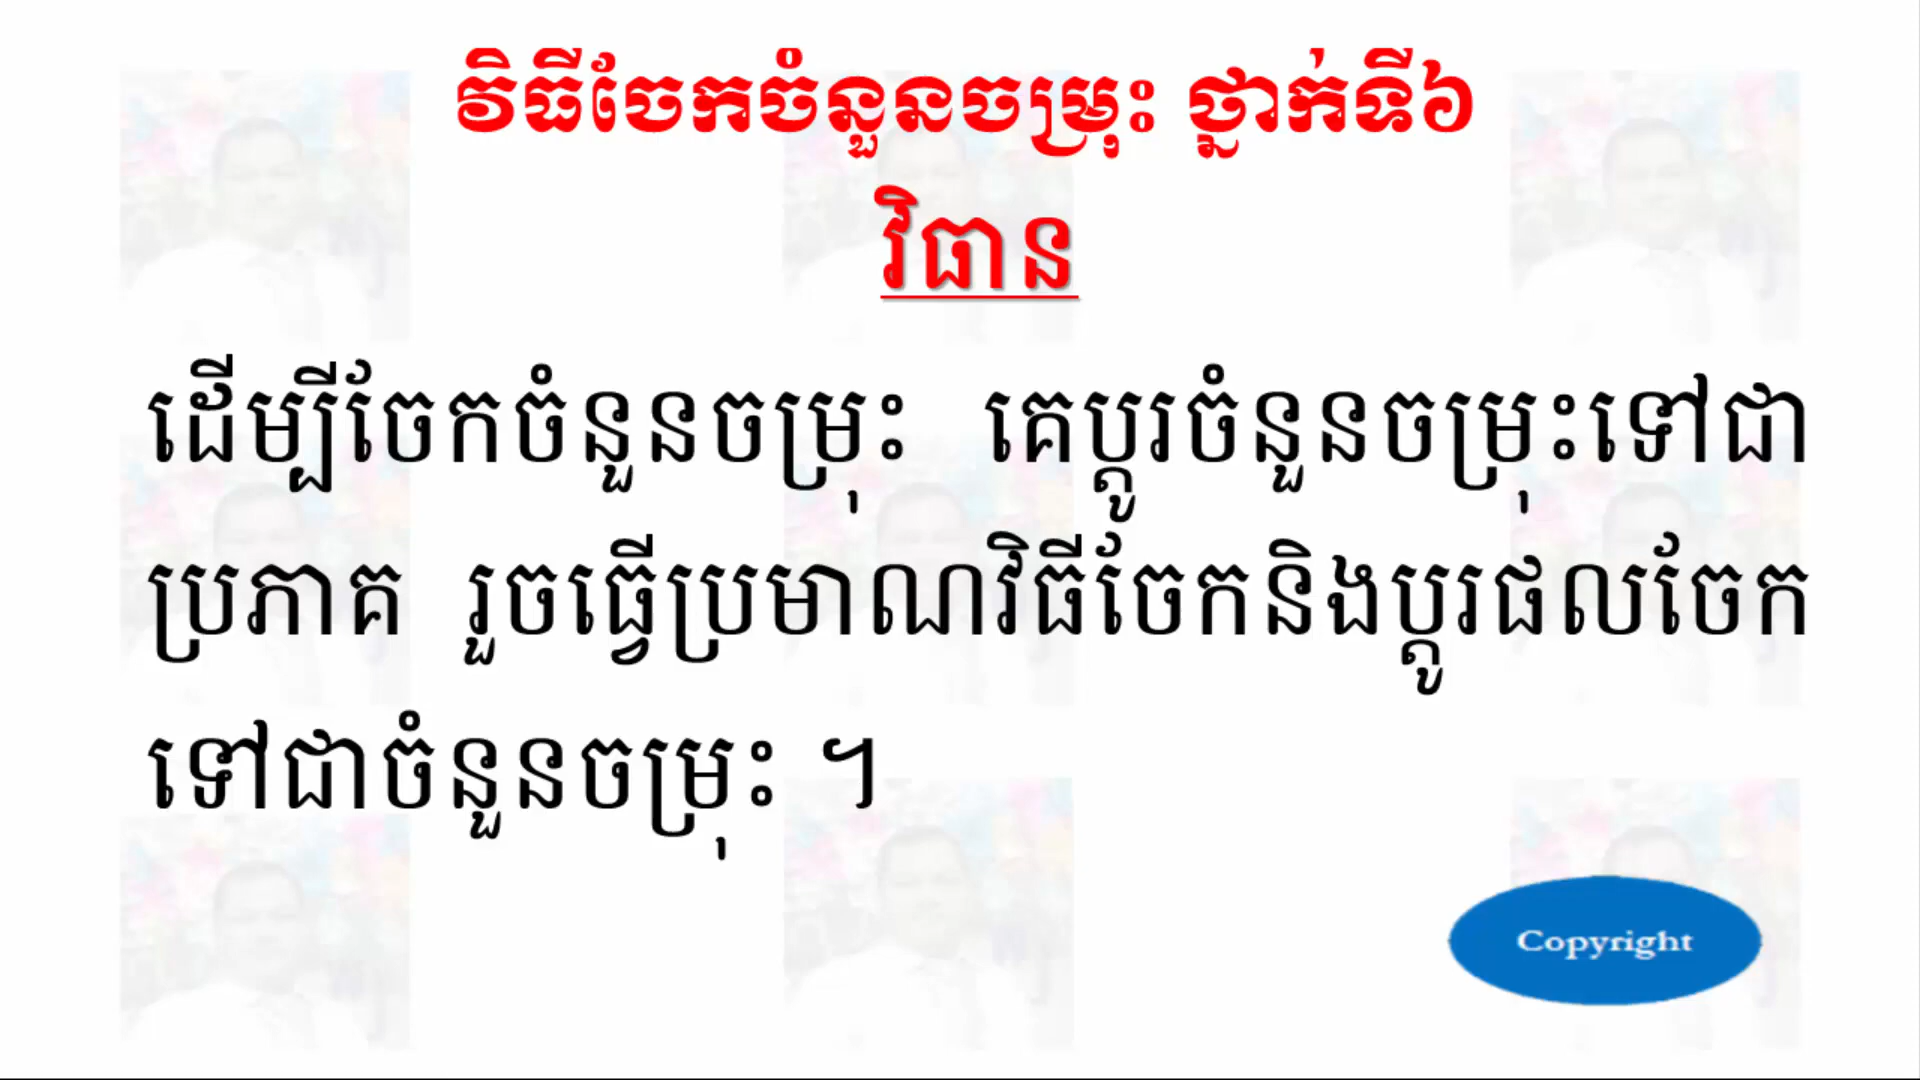 វិធីចែកចំនួនចម្រុះ ថ្នាក់ទី៦
វិធាន
ដើម្បីចែកចំនួនចម្រុះ គេប្ដូរចំនួនចម្រុះទៅជា
ប្រភាគ រួចធ្វើប្រមាណវិធីចែកនិងប្ដូរផលចែក
ទៅជាចំនួនចម្រុះ ។
Copyright